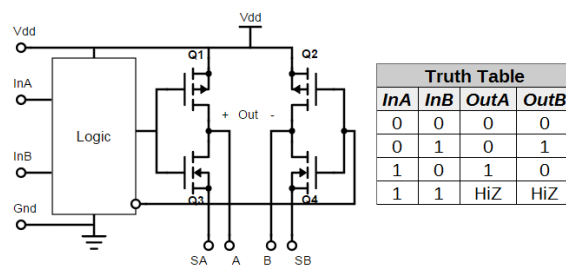 Vdd
Vdd
Q1
Q2
InA
+ Out -
Logic
InB
Q3
Q4
Gnd
SA A B SB
Truth Table
InA InB OutA OutB
0 0 0 0
0 1 0 1
1 0 1 0
1 1 HiZ HiZ